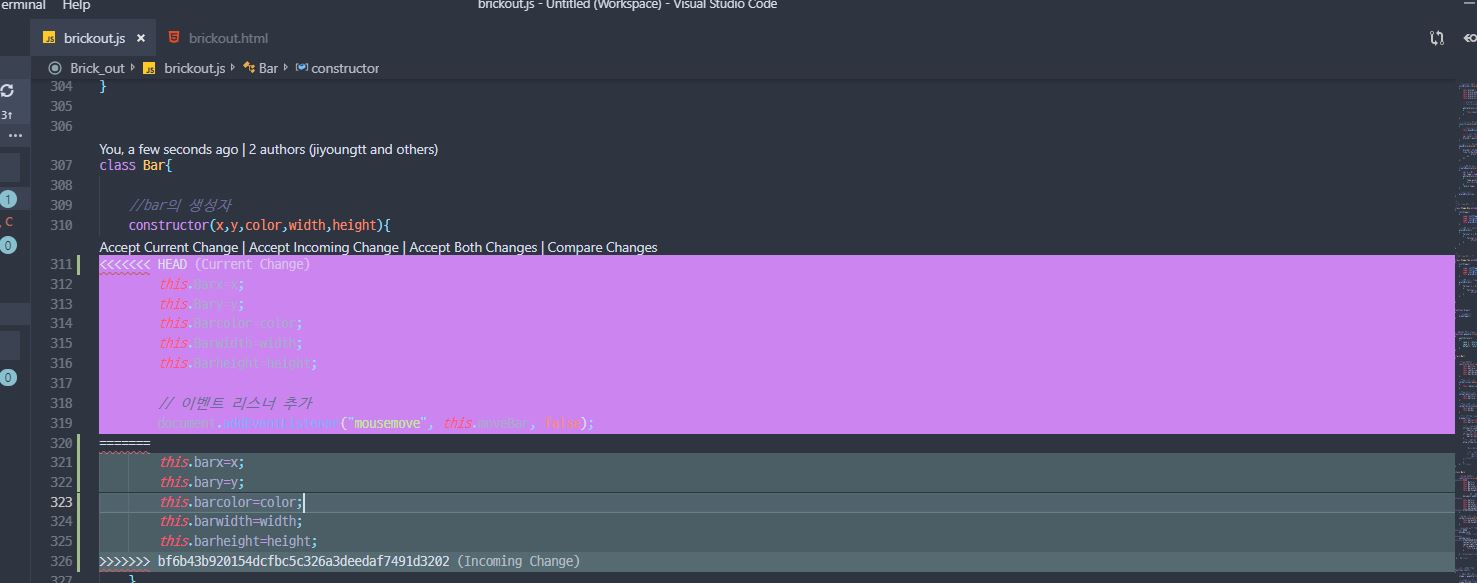 erminal Help
brickout.js - Untitled (Workspace) - Visual Studio Code
JS brickout.js × brickout.html
Brick_out JS brickout.js Bar constructor
3↑
1
, C
0
0
304 }
305
306
You, a few seconds ago | 2 authors (jiyoungtt and others)
307 class Bar{
308
309 //bar의 생성자
310 constructor(x,y,color,width,height){
Accept Current Change | Accept Incoming Change | Accept Both Changes | Compare Changes
311 <<<<<<< HEAD (Current Change)
312 this.Barx=x;
313 this.Bary=y;
314 this.Barcolor=color;
315 this.Barwidth=width;
316 this.Barheight=height;
317
318 // 이벤트 리스너 추가
319 document.addEventListener("mousemove", this.moveBar, false);
320 =======
321 this.barx=x;
322 this.bary=y;
323 this.barcolor=color;
324 this.barwidth=width;
325 this.barheight=height;
326 >>>>>>> bf6b43b920154dcfbc5c326a3deedaf7491d3202 (Incoming Change)
327 }